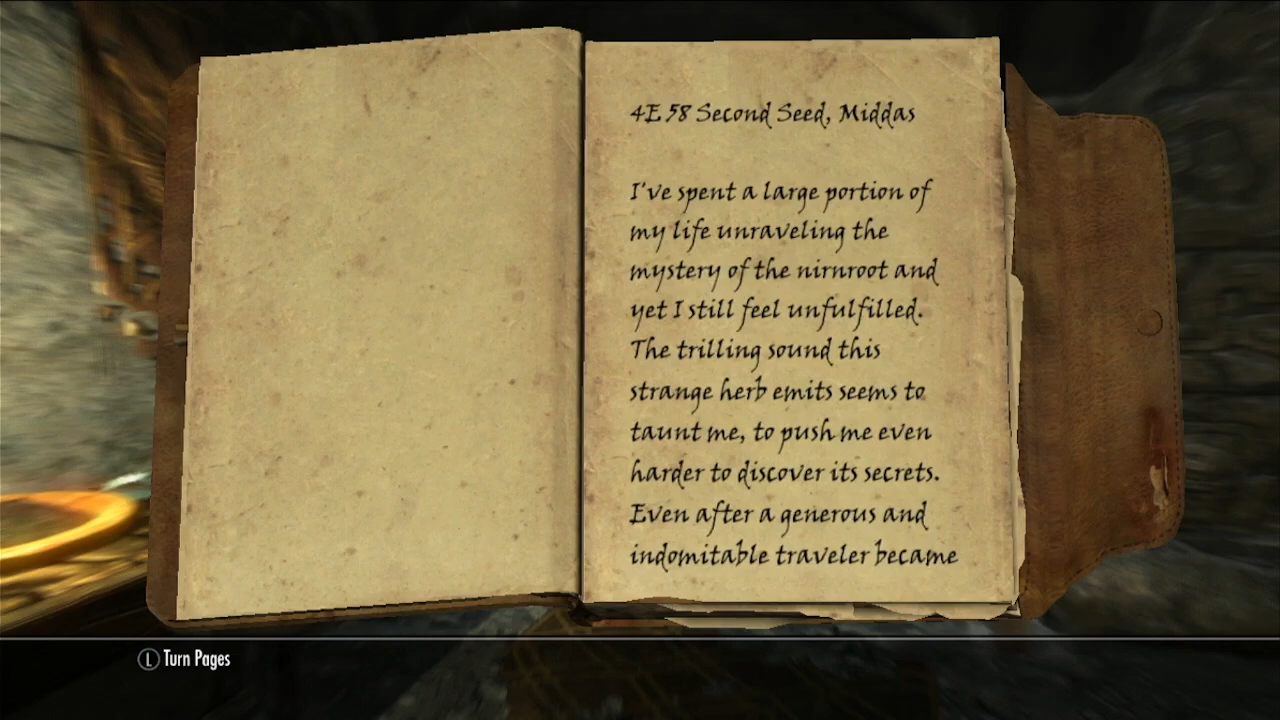 4E 58 Second Seed, Middas
I've spent a large portion of
my life unraveling the
mystery of the nirnroot and
yet I still feel unfulfilled.
The trilling sound this
strange herb emits seems to
taunt me, to push me even
harder to discover its secrets.
Even after a generous and
indomitable traveler became
L Turn Pages